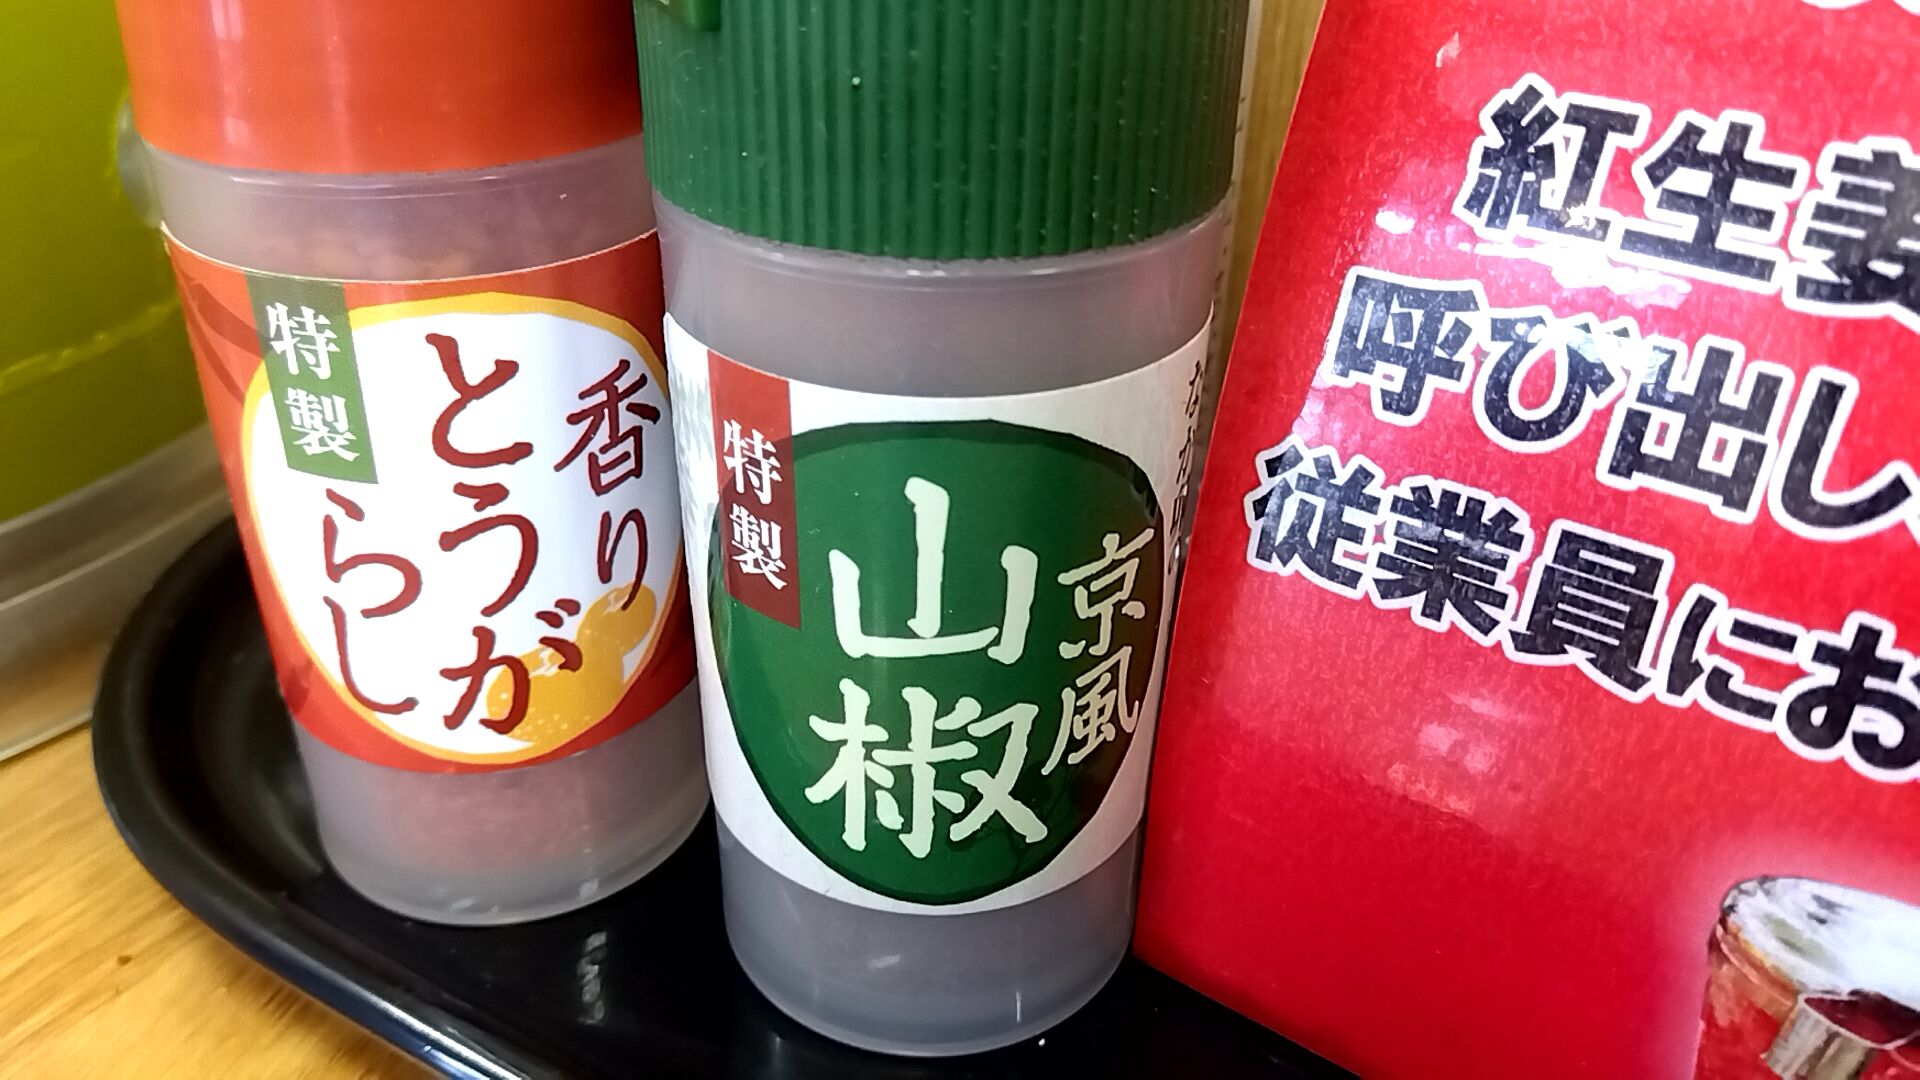 特製
香り
とうが
らし
特製
京風
山椒
紅生姜
呼び出し
従業員にお